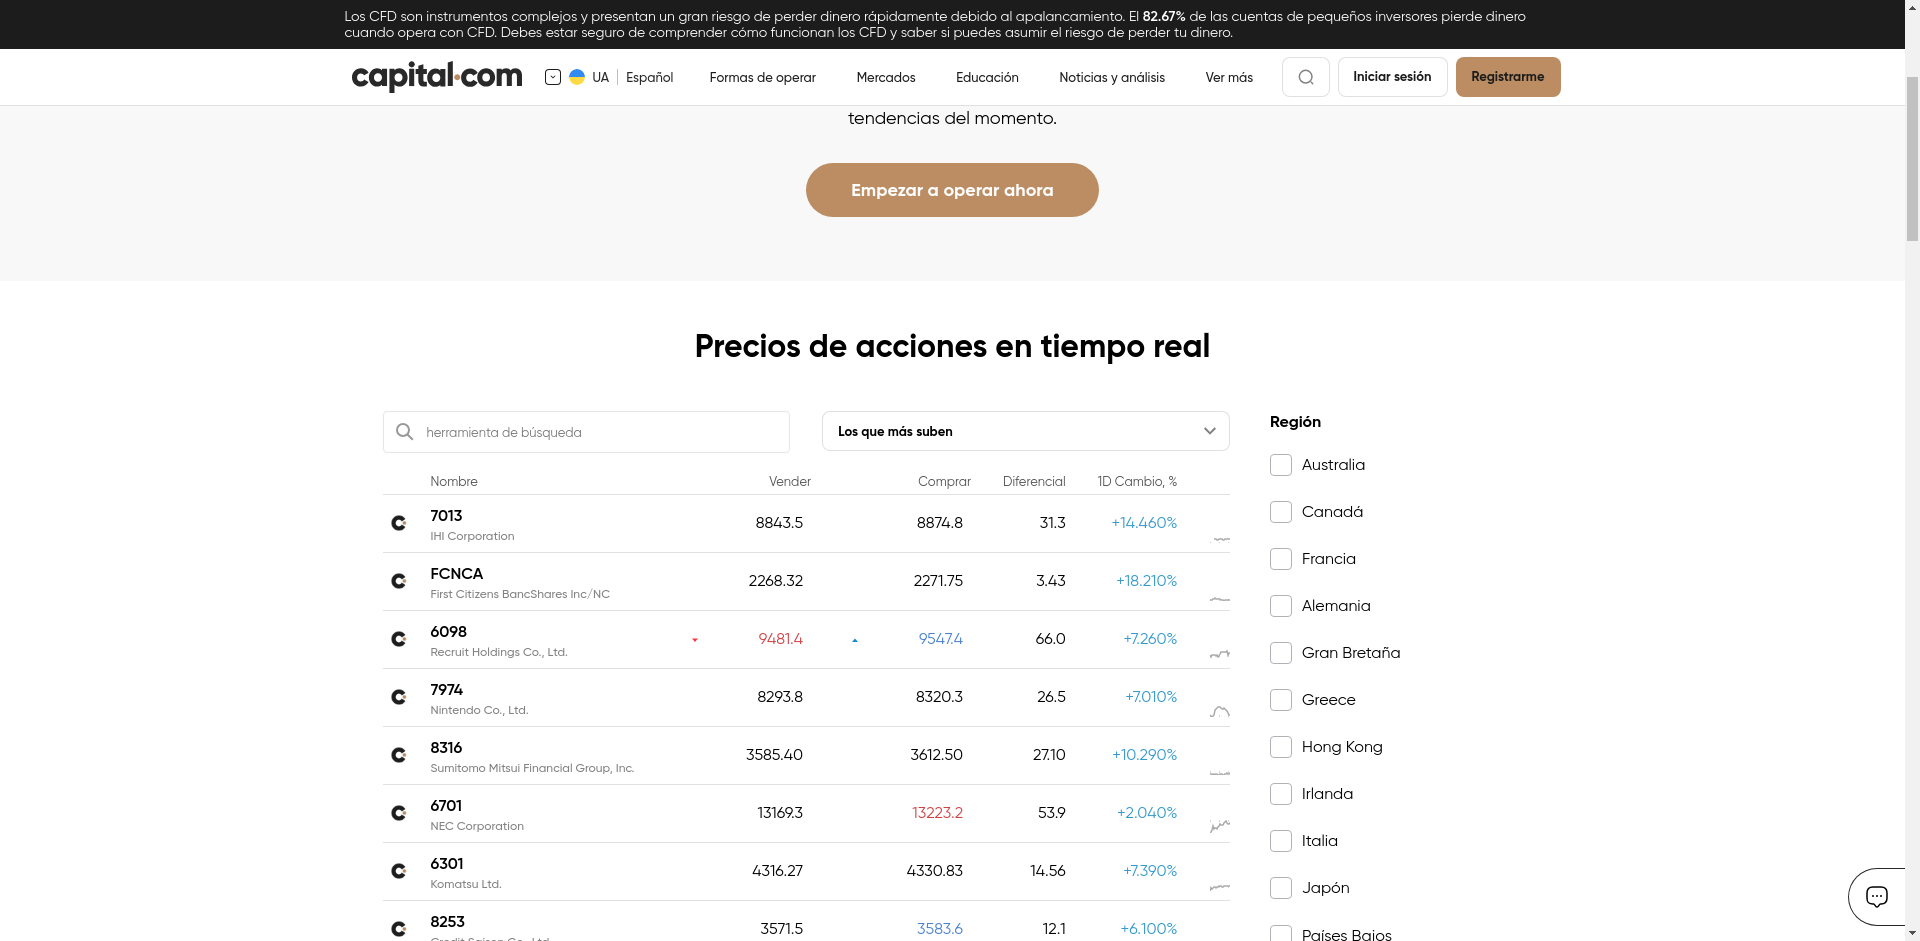 Los CFD son instrumentos complejos y presentan un gran riesgo de perder dinero rápidamente debido al apalancamiento. El 82.67% de las cuentas de pequeños inversores pierde dinero
cuando opera con CFD. Debes estar seguro de comprender cómo funcionan los CFD y saber si puedes asumir el riesgo de perder tu dinero.
capital.com UA Español Formas de operar Mercados Educación Noticias y análisis Ver más Iniciar sesión Registrarme
tendencias del momento.
Empezar a operar ahora
Precios de acciones en tiempo real
herramienta de búsqueda
Los que más suben
Nombre Vender Comprar Diferencial 1D Cambio, %
7013 8843.5 8874.8 31.3 +14.460%
IHI Corporation
FCNCA 2268.32 2271.75 3.43 +18.210%
First Citizens BancShares Inc/NC
6098 9481.4 9547.4 66.0 +7.260%
Recruit Holdings Co., Ltd.
7974 8293.8 8320.3 26.5 +7.010%
Nintendo Co., Ltd.
8316 3585.40 3612.50 27.10 +10.290%
Sumitomo Mitsui Financial Group, Inc.
6701 13169.3 13223.2 53.9 +2.040%
NEC Corporation
6301 4316.27 4330.83 14.56 +7.390%
Komatsu Ltd.
8253 3571.5 3583.6 12.1 +6.100%
Credit Saison Co., Ltd.
Región
Australia
Canadá
Francia
Alemania
Gran Bretaña
Greece
Hong Kong
Irlanda
Italia
Japón
Países Bajos